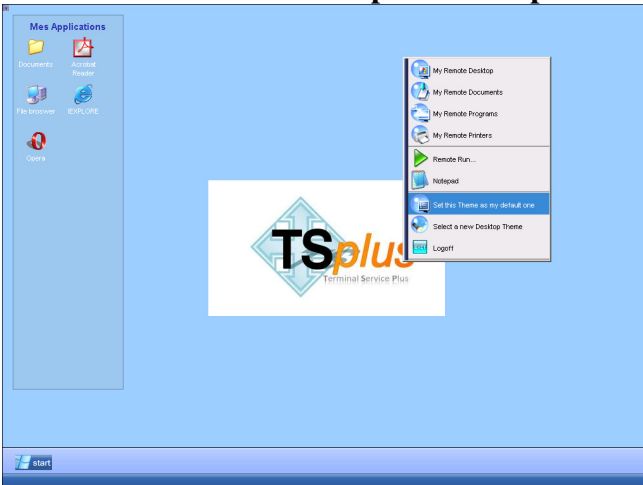 Mes Applications
Documents
Acrobat
Reader
File browser
IEXPLORE
Opera
My Remote Desktop
My Remote Documents
My Remote Programs
My Remote Printers
Remote Run...
Notepad
Set this Theme as my default one
Select a new Desktop Theme
Logoff
TSplus
Terminal Service Plus
start